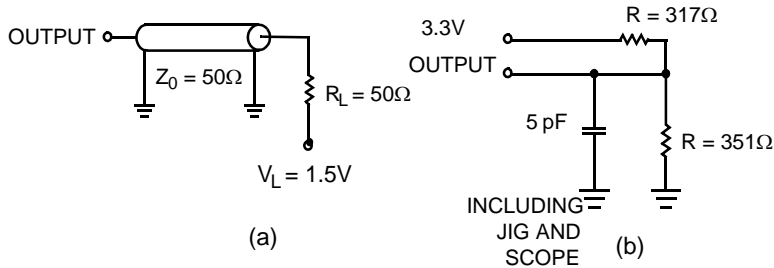 OUTPUT
Z0 = 50Ω
RL = 50Ω
VL = 1.5V
(a)
3.3V
R = 317Ω
OUTPUT
5 pF
R = 351Ω
INCLUDING
JIG AND
SCOPE
(b)